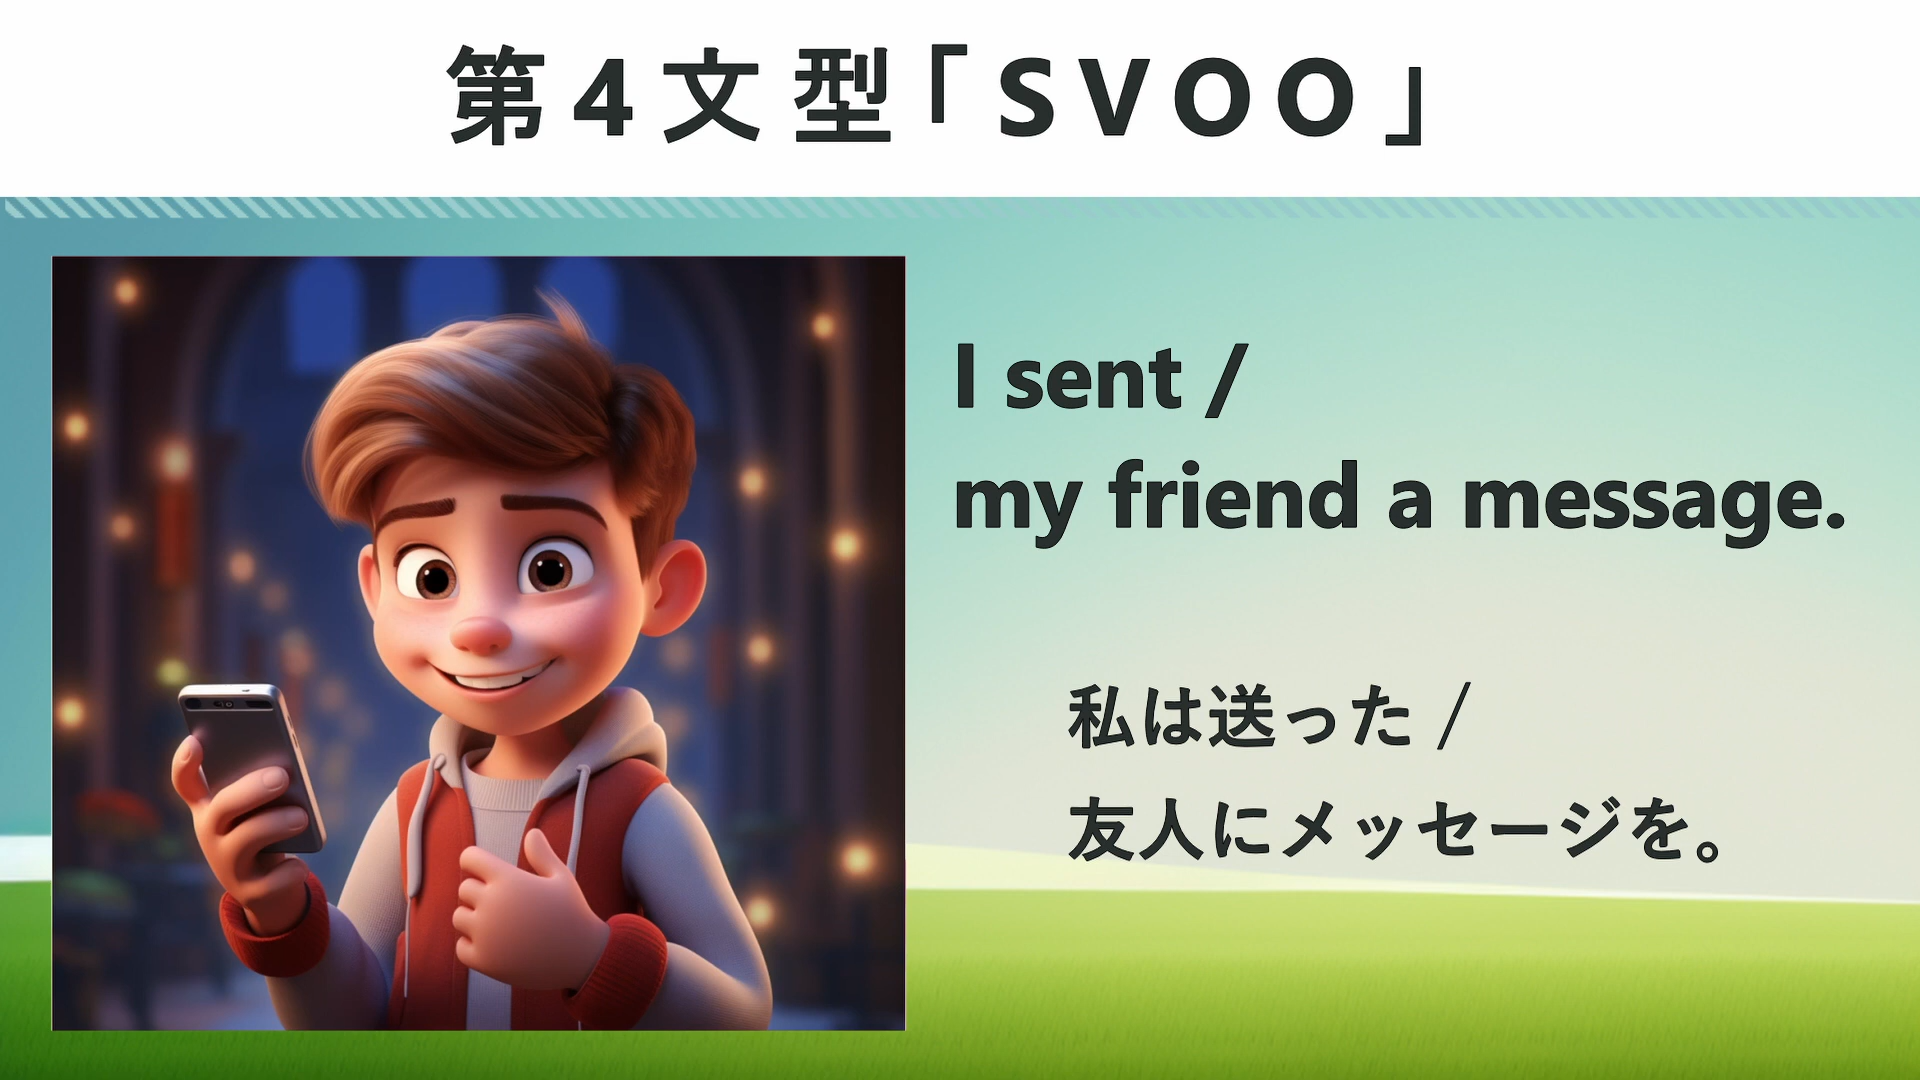 第4文型「SVOO」
I sent /
my friend a message.
私は送った /
友人にメッセージを。